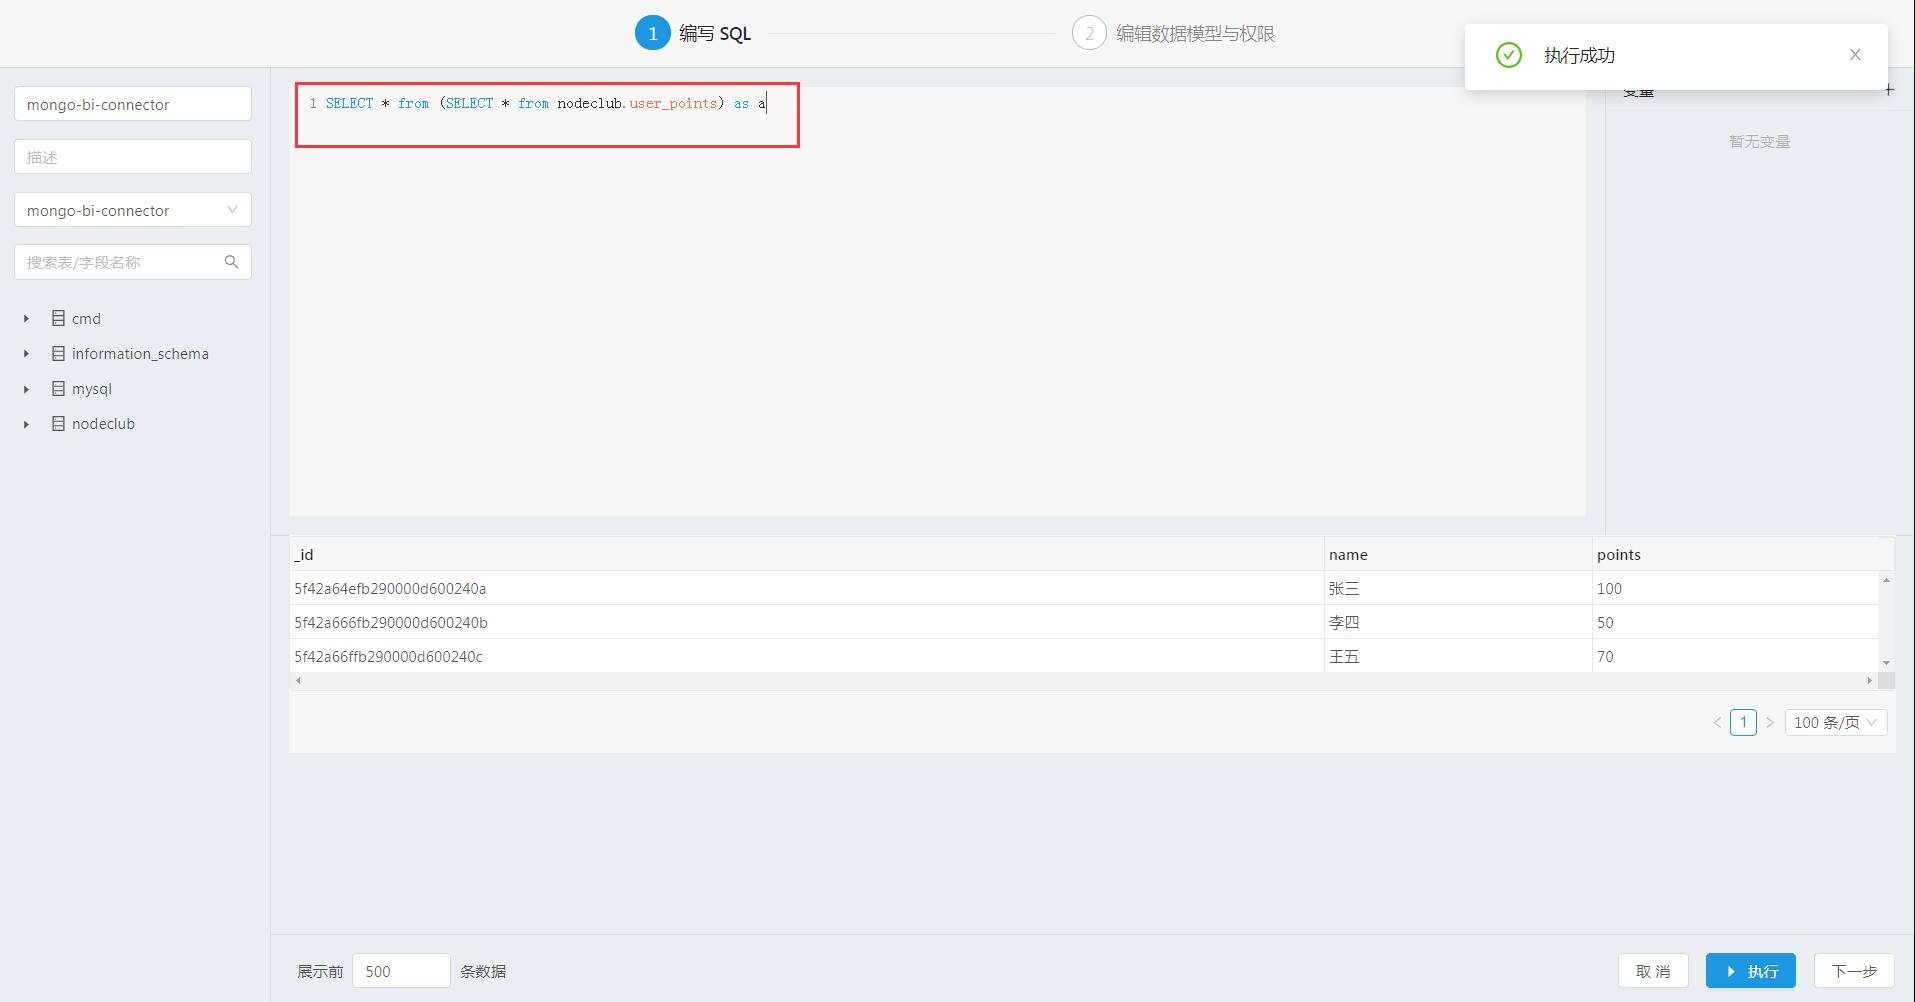 1 编写 SQL
2 编辑数据模型与权限
执行成功
mongo-bi-connector
描述
mongo-bi-connector
搜索表/字段名称
cmd
information_schema
mysql
nodeclub
1 SELECT * from (SELECT * from nodeclub.user_points) as a
变量
暂无变量
_id name points
5f42a64efb290000d600240a 张三 100
5f42a666fb290000d600240b 李四 50
5f42a66ffb290000d600240c 王五 70
< 1 > 100 条/页
展示前 500 条数据
取 消 执行 下一步